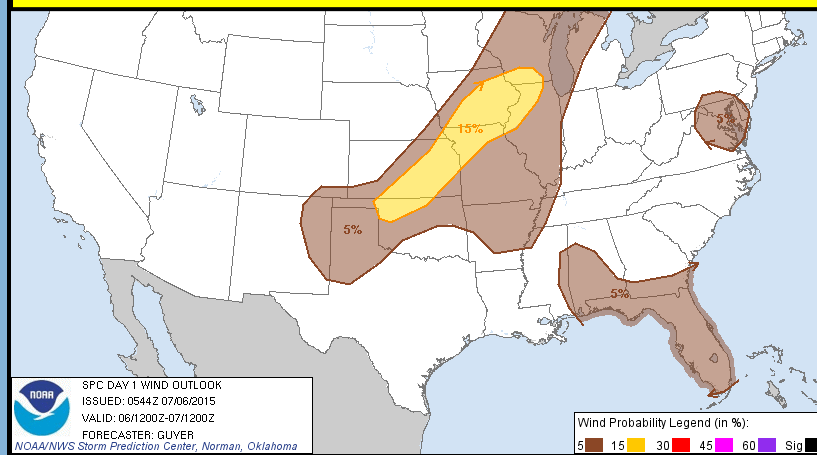 15%
5%
5%
5%
NOAA
SPC DAY 1 WIND OUTLOOK
ISSUED: 0544Z 07/06/2015
VALID: 06/1200Z-07/1200Z
FORECASTER: GUYER
NOAA/NWS Storm Prediction Center, Norman, Oklahoma
Wind Probability Legend (in %):
5 15 30 45 60 Sig